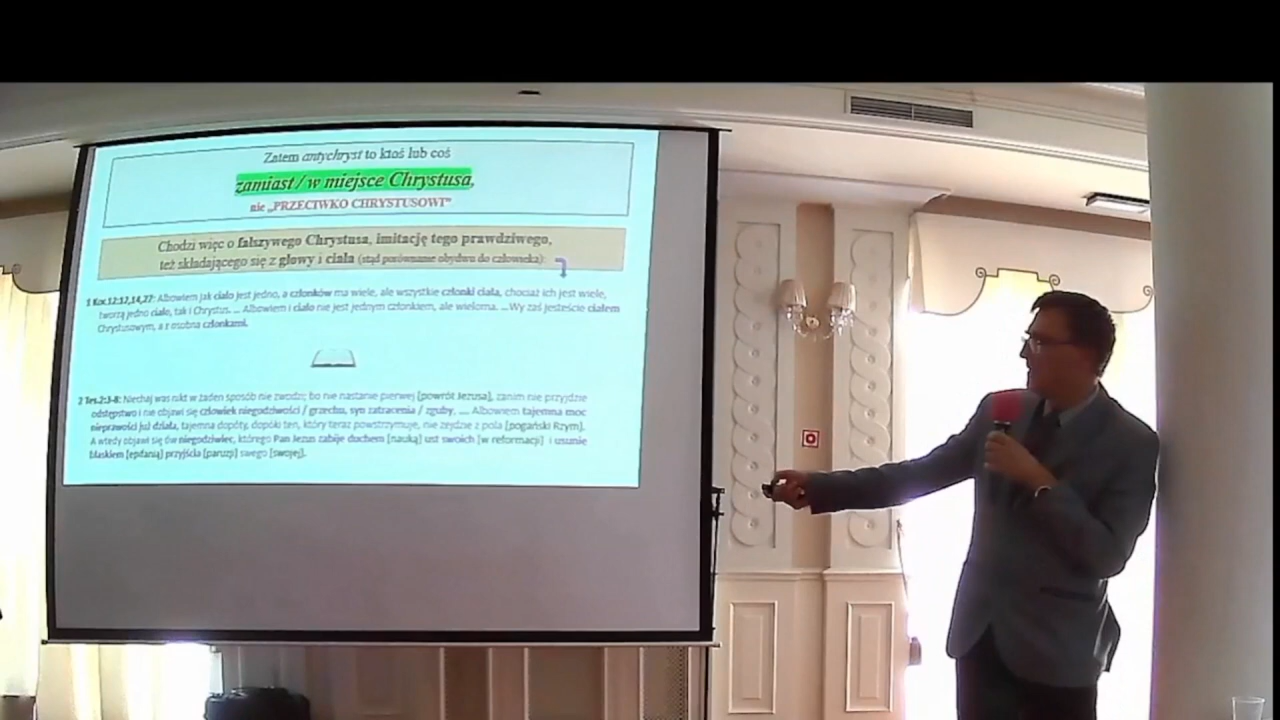 Zatem antychryst to ktoś lub coś
zamiast / w miejsce Chrystusa,
nie „PRZECIWKO CHRYSTUSOWI”
Chodzi więc o fałszywego Chrystusa, imitację tego prawdziwego,
też składającego się z głowy i ciała (stąd porównanie obydwu do człowieka):
1 Kor.12:12,14,27: Albowiem jak ciało jest jedno, a członków ma wiele, ale wszystkie członki ciała, chociaż ich jest wiele,
tworzą jedno ciało, tak i Chrystus. ... Albowiem i ciało nie jest jednym członkiem, ale wieloma. ...Wy zaś jesteście ciałem
Chrystusowym, a z osobna członkami.
2 Tes.2:3-8: Niechaj was nikt w żaden sposób nie zwodzi; bo nie nastanie pierwej [powrót Jezusa], zanim nie przyjdzie
odstępstwo i nie objawi się człowiek niegodziwości / grzechu, syn zatracenia / zguby, ... Albowiem tajemna moc
nieprawości już działa, tajemna dopóty, dopóki ten, który teraz powstrzymuje, nie zejdzie z pola [pogański Rzym].
A wtedy objawi się ów niegodziwiec, którego Pan Jezus zabije duchem [nauką] ust swoich [w reformacji] i usunie
blaskiem [epifanią] przyjścia [paruzji] swego [swojej].